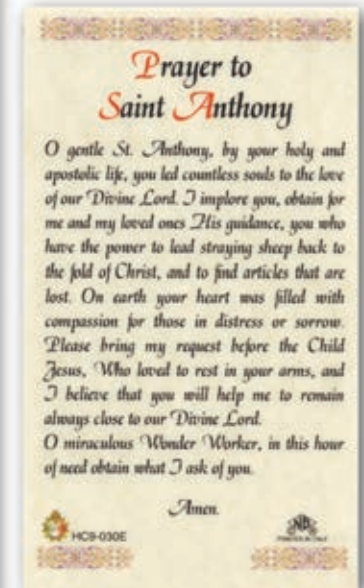 Prayer to
Saint Anthony
O gentle St. Anthony, by your holy and
apostolic life, you led countless souls to the love
of our Divine Lord. I implore you, obtain for
me and my loved ones His guidance, you who
have the power to lead straying sheep back to
the fold of Christ, and to find articles that are
lost. On earth your heart was filled with
compassion for those in distress or sorrow.
Please bring my request before the Child
Jesus, Who loved to rest in your arms, and
I believe that you will help me to remain
always close to our Divine Lord.
O miraculous Wonder Worker, in this hour
of need obtain what I ask of you.
Amen.
HC9-030E